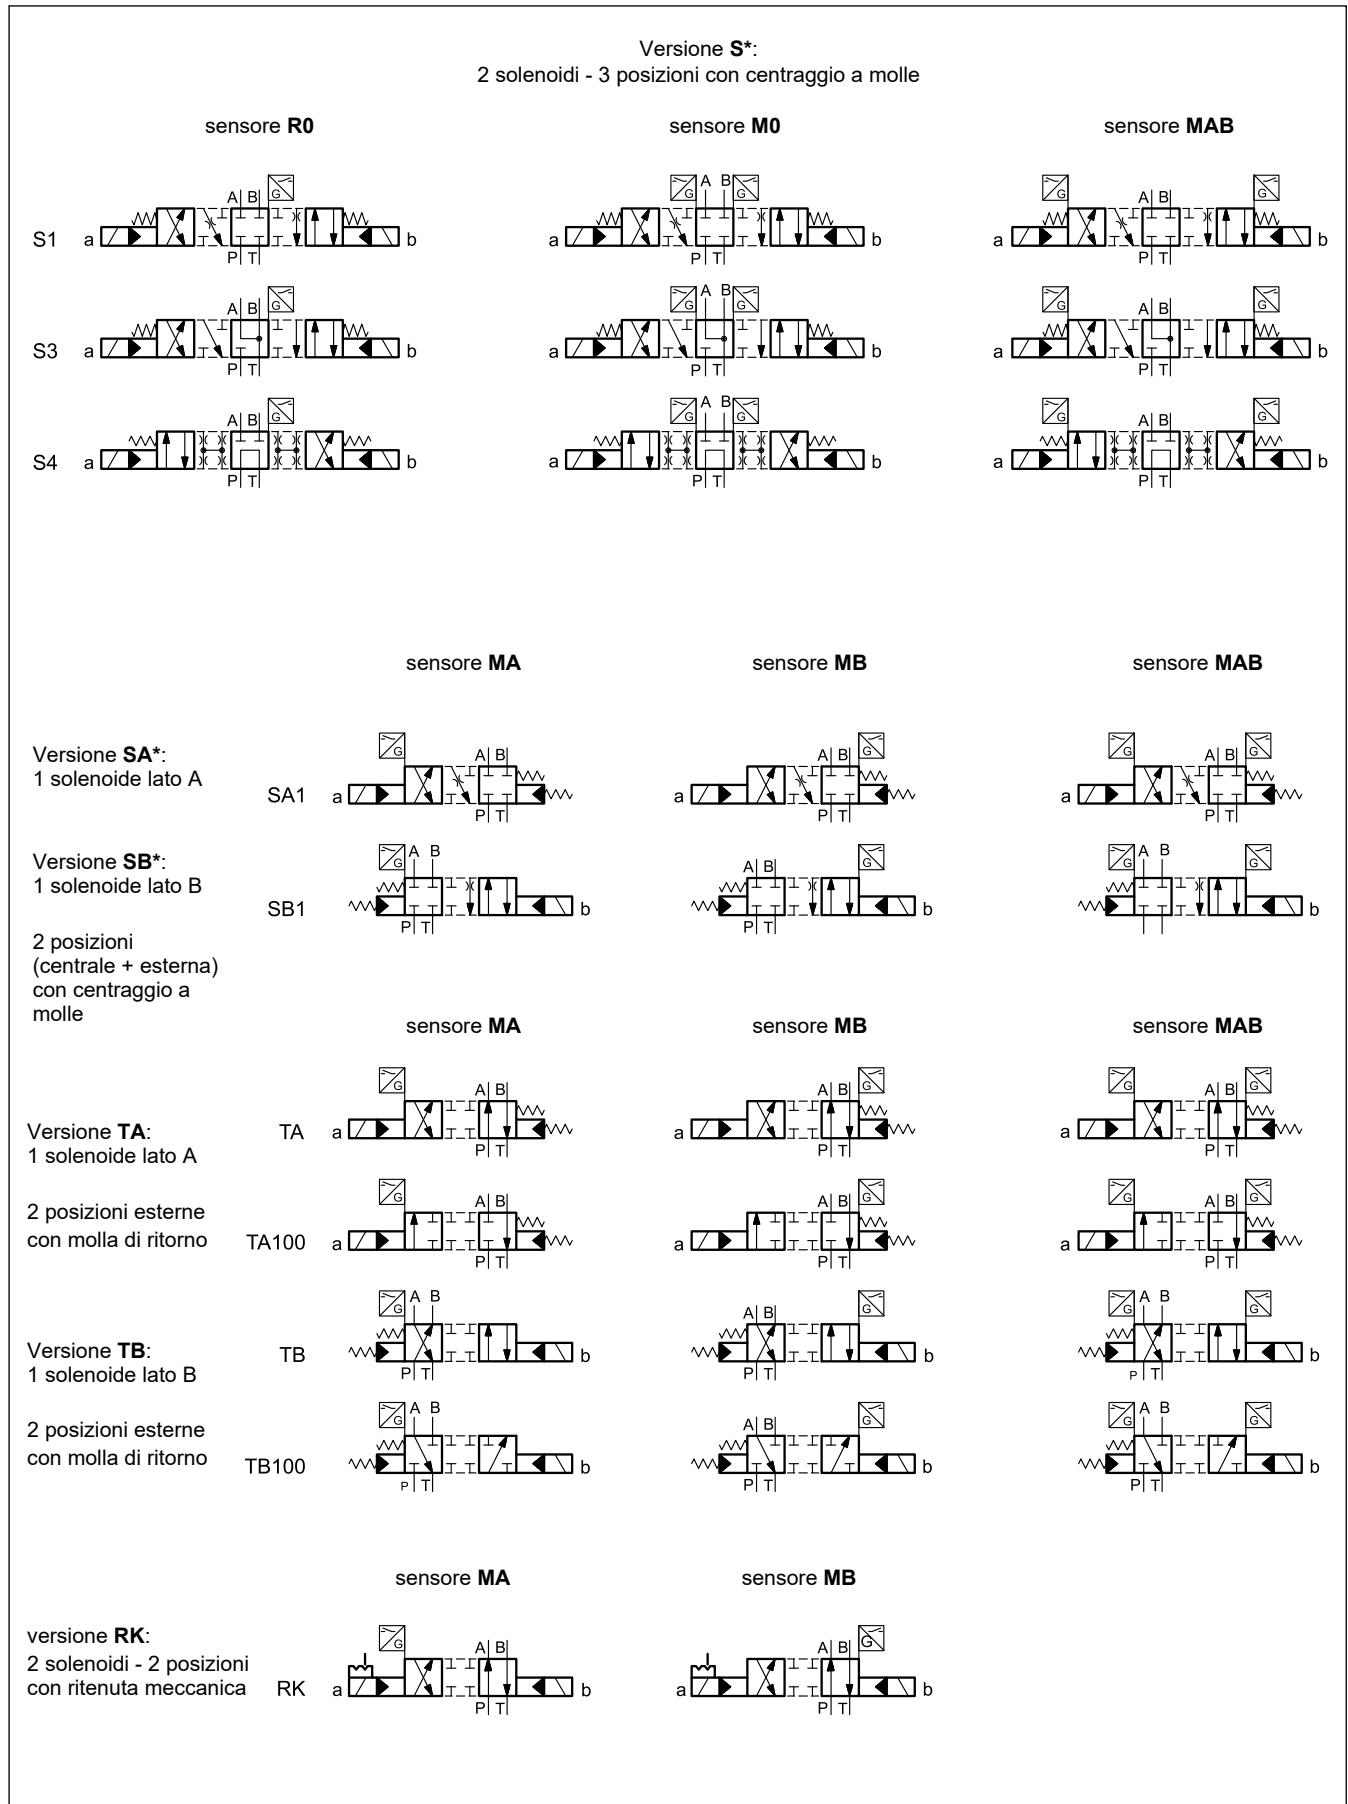 Versione S*:
2 solenoidi - 3 posizioni con centraggio a molle
sensore R0 sensore M0 sensore MAB
A B G G A B G G A B G
S1 a b a b a b
P T P T P T
A B G G A B G G A B G
S3 a b a b a b
P T P T P T
A B G G A B G G A B G
S4 a b a b a b
P T P T P T
sensore MA sensore MB sensore MAB
Versione SA*:
1 solenoide lato A
G A B A B G G A B G
SA1 a a a
P T P T P T
Versione SB*:
1 solenoide lato B
G A B A B G G A B G
SB1 b b b
P T P T
2 posizioni
(centrale + esterna)
con centraggio a
molle
sensore MA sensore MB sensore MAB
G A B A B G G A B G
Versione TA:
1 solenoide lato A
TA a a a
P T P T P T
2 posizioni esterne
con molla di ritorno
G A B A B G G A B G
TA100 a a a
P T P T P T
G A B A B G G A B G
Versione TB:
1 solenoide lato B
TB b b b
P T P T P T
2 posizioni esterne
con molla di ritorno
G A B A B G G A B G
TB100 b b b
P T P T P T
sensore MA sensore MB
versione RK:
2 solenoidi - 2 posizioni
con ritenuta meccanica
G A B A B G
RK a b a b
P T P T